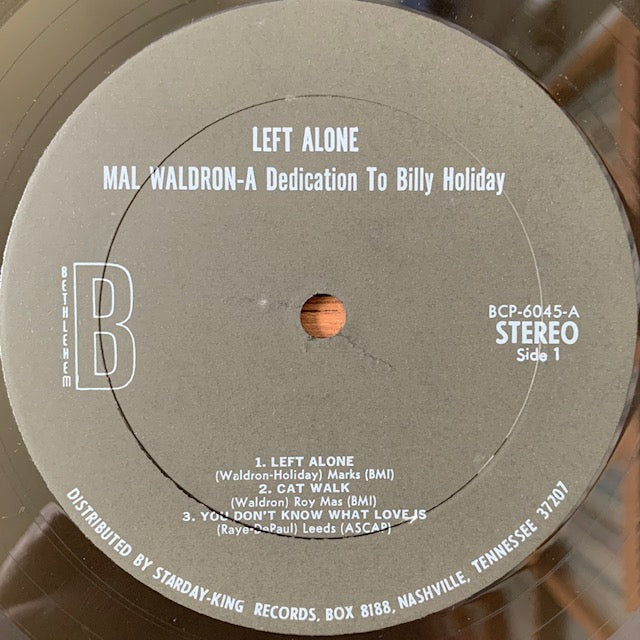 LEFT ALONE
MAL WALDRON-A Dedication To Billy Holiday
BETHLEHEM
B
BCP-6045-A
STEREO
Side 1
1. LEFT ALONE
(Waldron-Holiday) Marks (BMI)
2. CAT WALK
(Waldron) Roy Mas (BMI)
3. YOU DON'T KNOW WHAT LOVE IS
(Raye-DePaul) Leeds (ASCAP)
DISTRIBUTED BY STARDAY-KING RECORDS, BOX 8188, NASHVILLE, TENNESSEE 37207